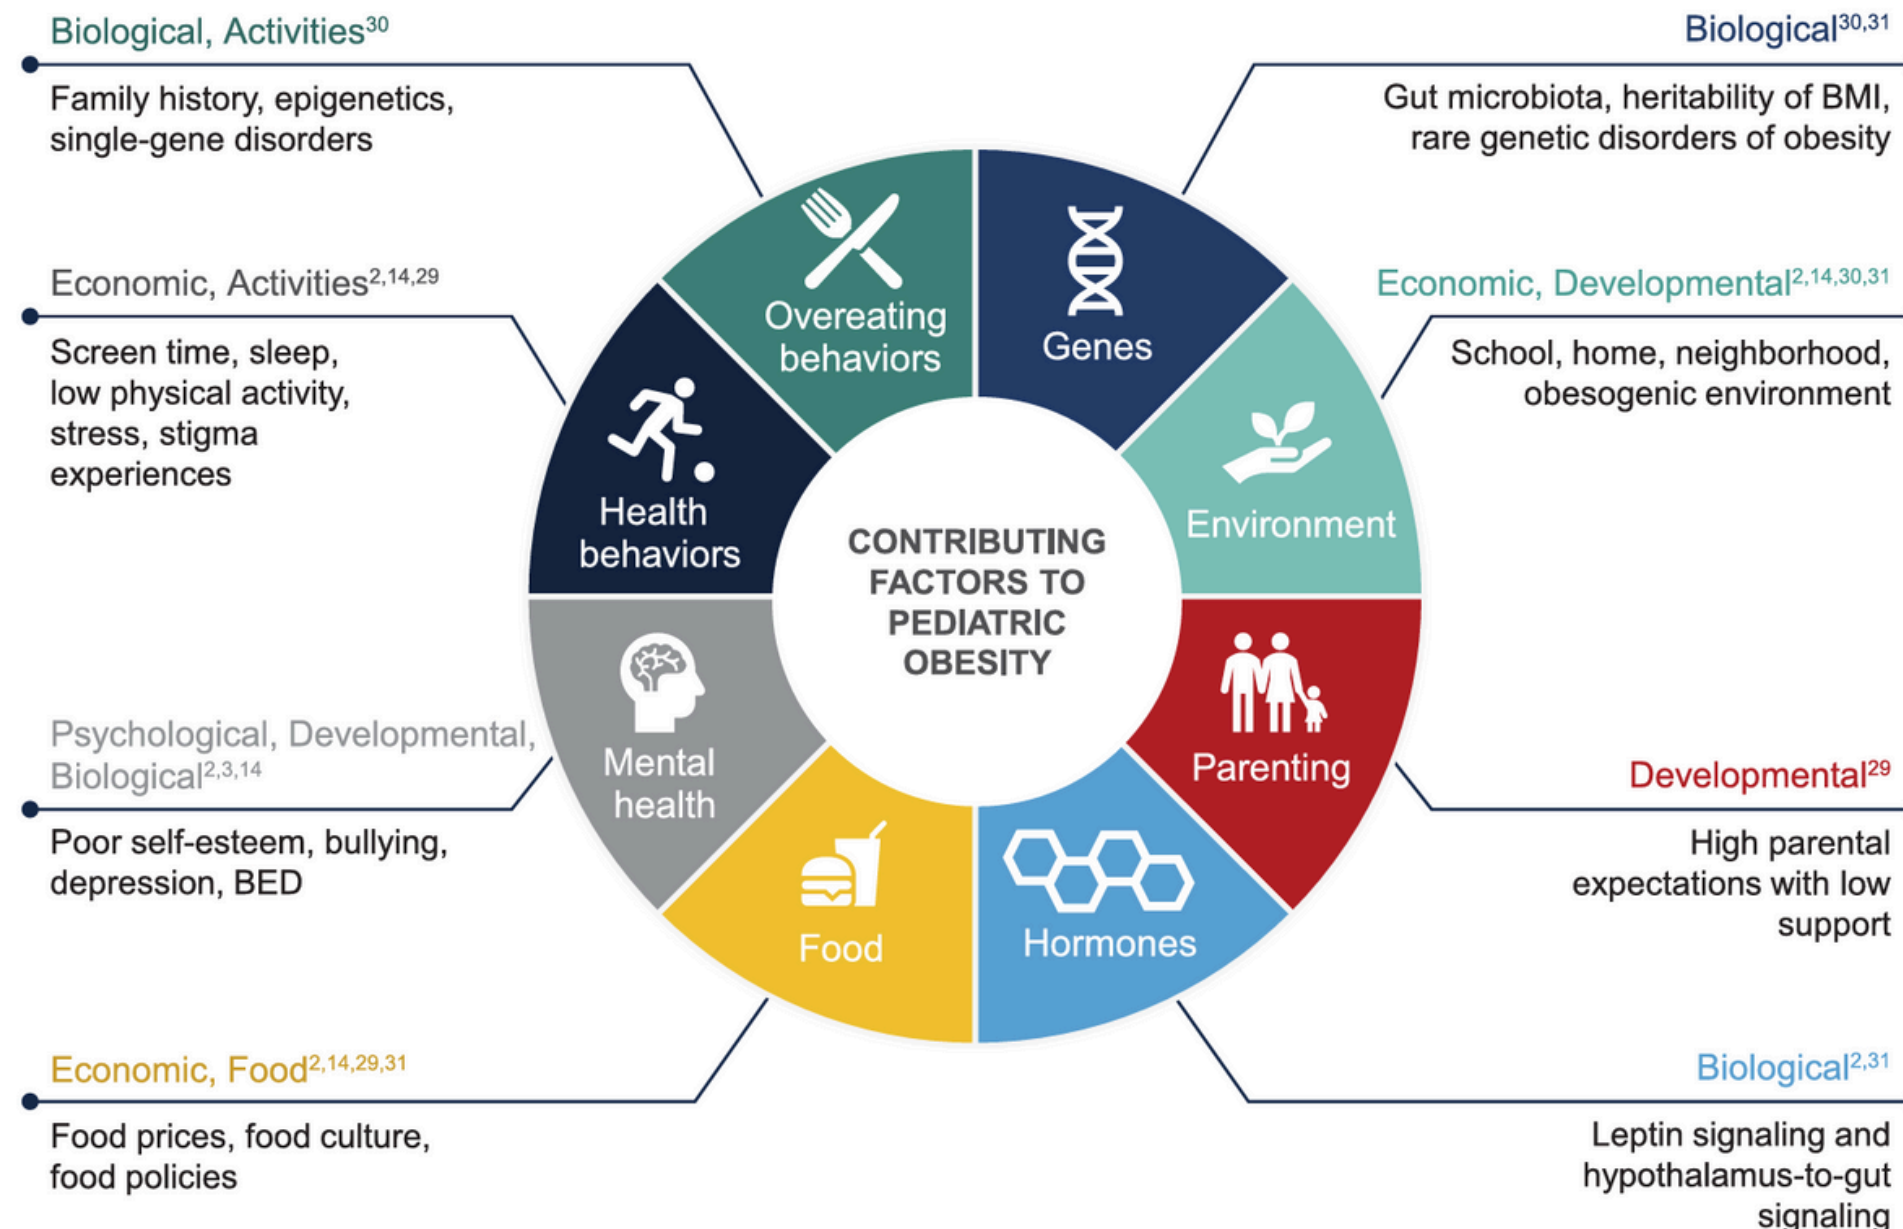 Biological, Activities30
Family history, epigenetics,
single-gene disorders
Economic, Activities2,14,29
Screen time, sleep,
low physical activity,
stress, stigma
experiences
Psychological, Developmental,
Biological2,3,14
Poor self-esteem, bullying,
depression, BED
Economic, Food2,14,29,31
Food prices, food culture,
food policies
Overeating
behaviors
Genes
Health
behaviors
Environment
CONTRIBUTING
FACTORS TO
PEDIATRIC
OBESITY
Mental
health
Parenting
Food
Hormones
Biological30,31
Gut microbiota, heritability of BMI,
rare genetic disorders of obesity
Economic, Developmental2,14,30,31
School, home, neighborhood,
obesogenic environment
Developmental29
High parental
expectations with low
support
Biological2,31
Leptin signaling and
hypothalamus-to-gut
signaling